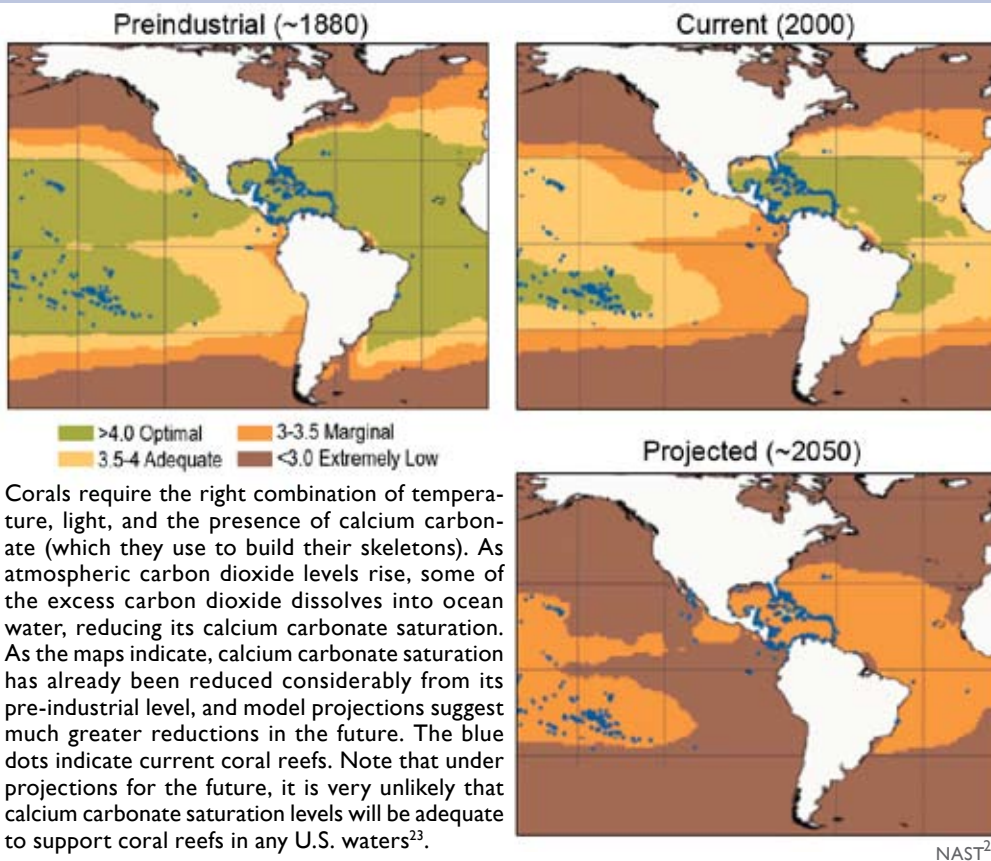 Preindustrial (~1880)
Current (2000)
>4.0 Optimal
3-3.5 Marginal
3.5-4 Adequate
<3.0 Extremely Low
Projected (~2050)
Corals require the right combination of tempera-
ture, light, and the presence of calcium carbon-
ate (which they use to build their skeletons). As
atmospheric carbon dioxide levels rise, some of
the excess carbon dioxide dissolves into ocean
water, reducing its calcium carbonate saturation.
As the maps indicate, calcium carbonate saturation
has already been reduced considerably from its
pre-industrial level, and model projections suggest
much greater reductions in the future. The blue
dots indicate current coral reefs. Note that under
projections for the future, it is very unlikely that
calcium carbonate saturation levels will be adequate
to support coral reefs in any U.S. waters²³.
NAST²